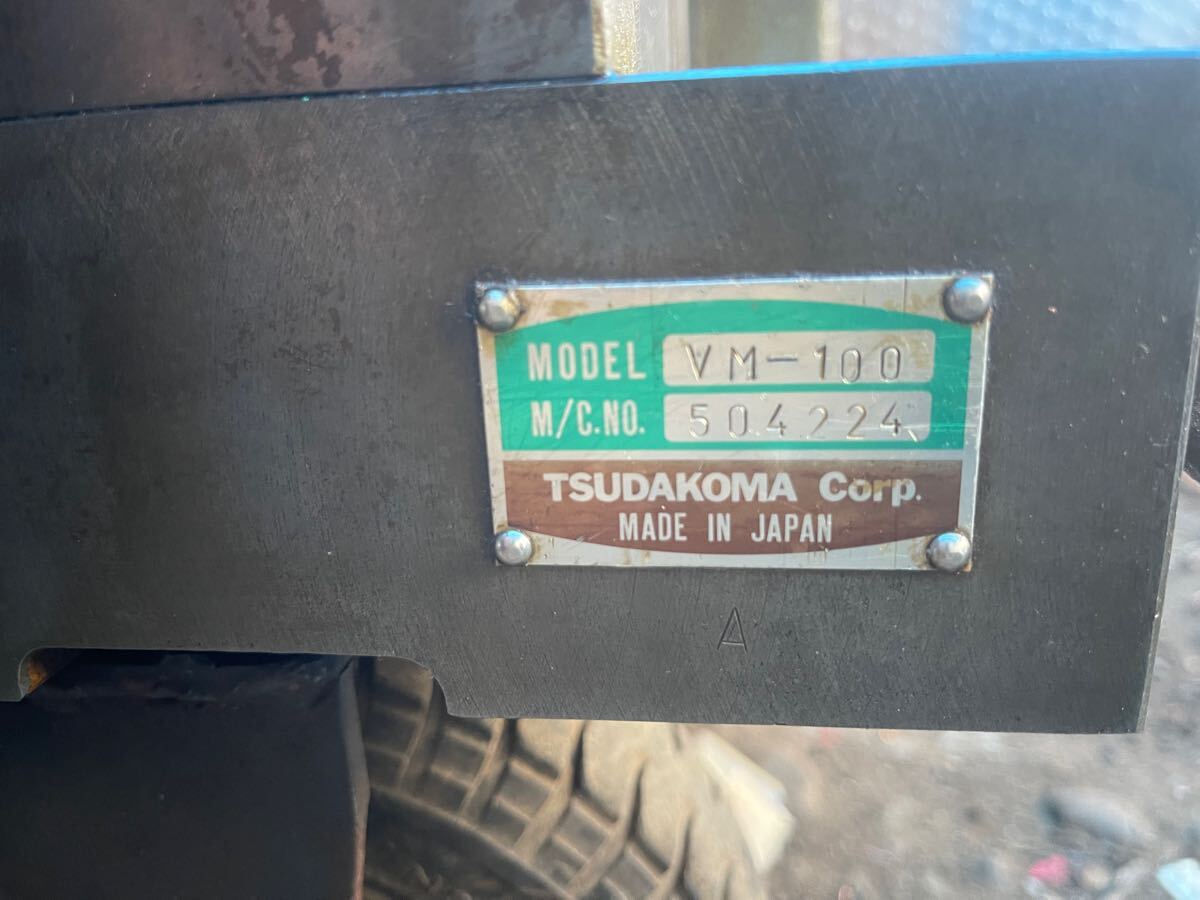 MODEL VM-100
M/C.NO. 504224
TSUDAKOMA Corp.
MADE IN JAPAN
A